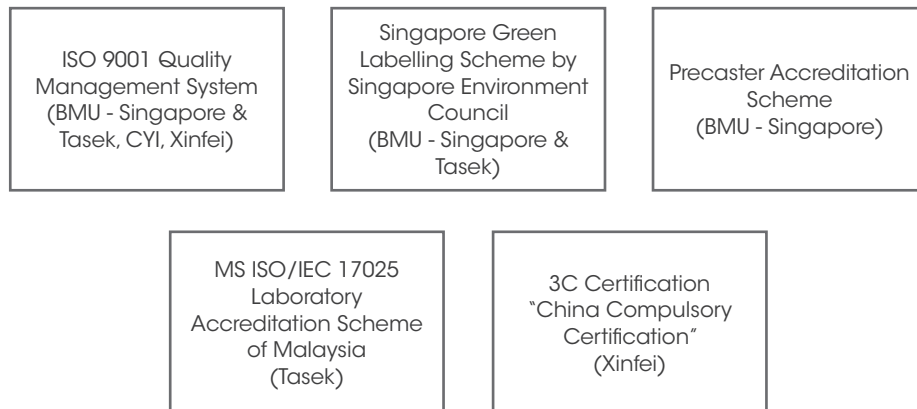 ISO 9001 Quality
Management System
(BMU - Singapore &
Tasek, CYI, Xinfei)
Singapore Green
Labelling Scheme by
Singapore Environment
Council
(BMU - Singapore &
Tasek)
Precaster Accreditation
Scheme
(BMU - Singapore)
MS ISO/IEC 17025
Laboratory
Accreditation Scheme
of Malaysia
(Tasek)
3C Certification
“China Compulsory
Certification”
(Xinfei)